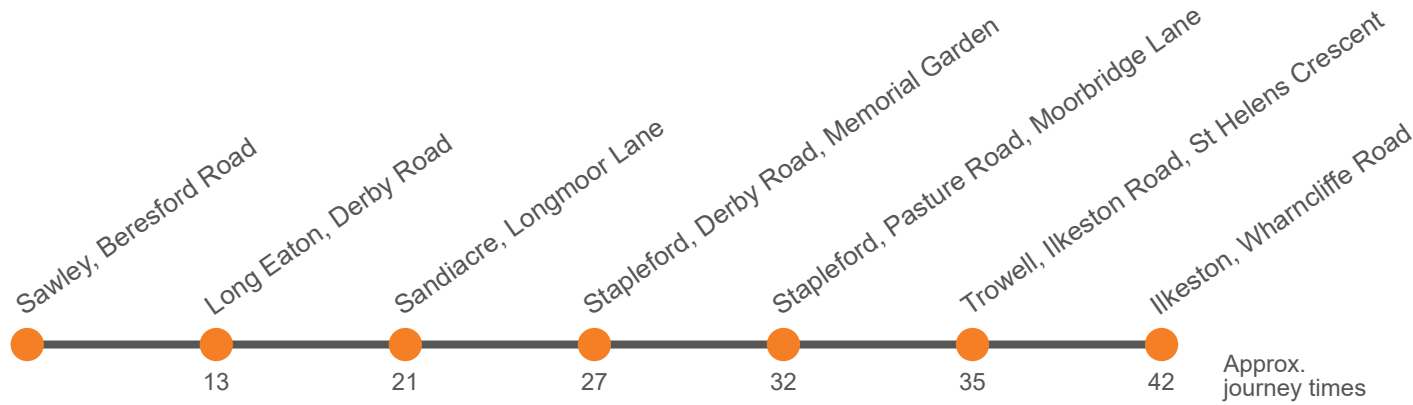 Sawley, Beresford Road
Long Eaton, Derby Road
Sandiacre, Longmoor Lane
Stapleford, Derby Road, Memorial Garden
Stapleford, Pasture Road, Moorbridge Lane
Trowell, Ilkeston Road, St Helens Crescent
Ilkeston, Wharncliffe Road
13
21
27
32
35
42
Approx.
journey times